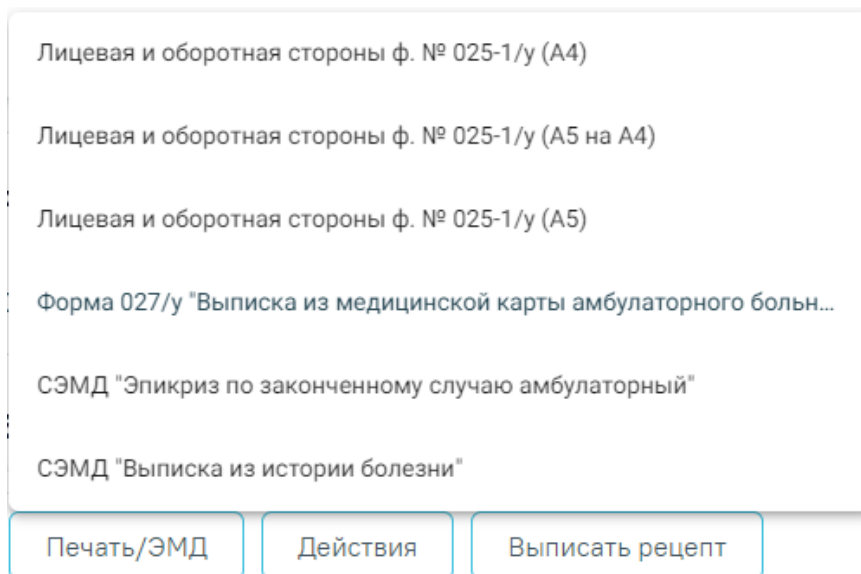 Лицевая и оборотная стороны ф. № 025-1/у (А4)
Лицевая и оборотная стороны ф. № 025-1/у (А5 на А4)
Лицевая и оборотная стороны ф. № 025-1/у (А5)
Форма 027/у "Выписка из медицинской карты амбулаторного больн...
СЭМД "Эпикриз по законченному случаю амбулаторный"
СЭМД "Выписка из истории болезни"
Печать/ЭМД Действия Выписать рецепт